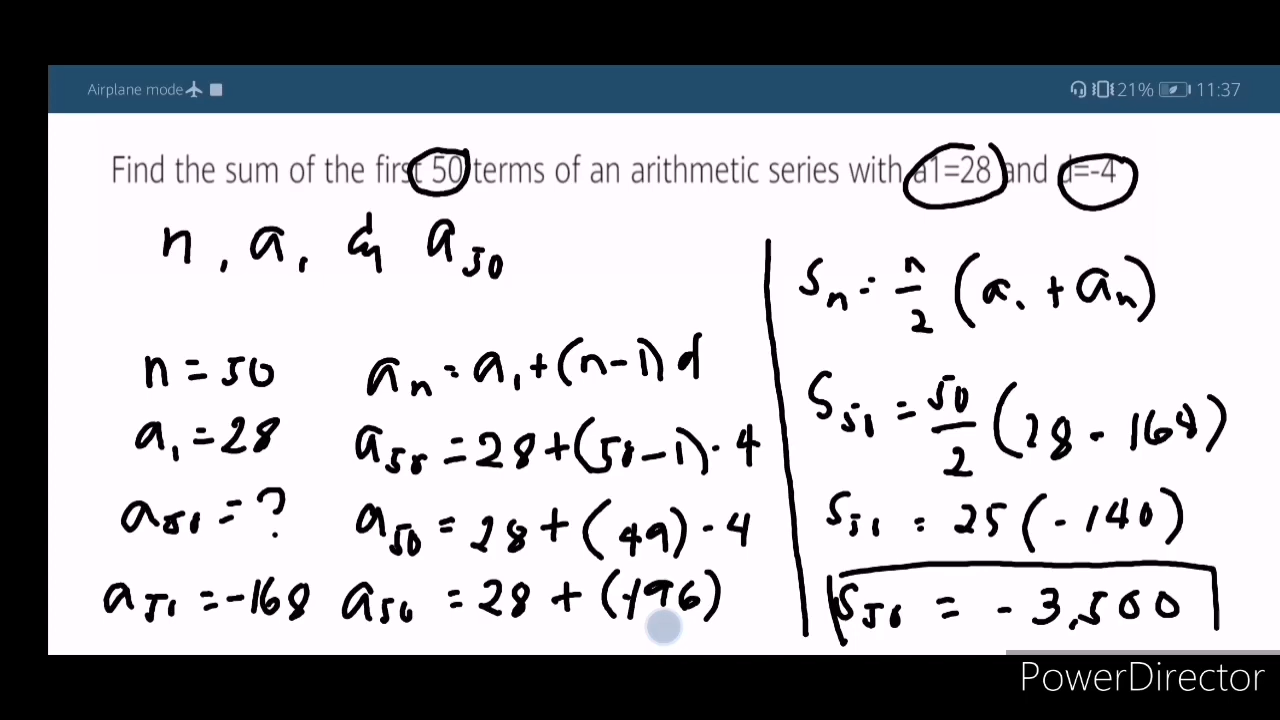 Airplane mode 21% 11:37
Find the sum of the first 50 terms of an arithmetic series with a1=28 and d=-4
n, a₁ & a₅₀
n = 50
a₁ = 28
a₅₀ = ?
a₅₀ = -168
aₙ = a₁ + (n-1) d
a₅₀ = 28 + (50-1) · 4
a₅₀ = 28 + (49) - 4
a₅₀ = 28 + (-196)
Sₙ = n/2 (a₁ + aₙ)
S₅₀ = 50/2 (28 - 168)
S₅₀ = 25 (-140)
S₅₀ = -3,500
PowerDirector